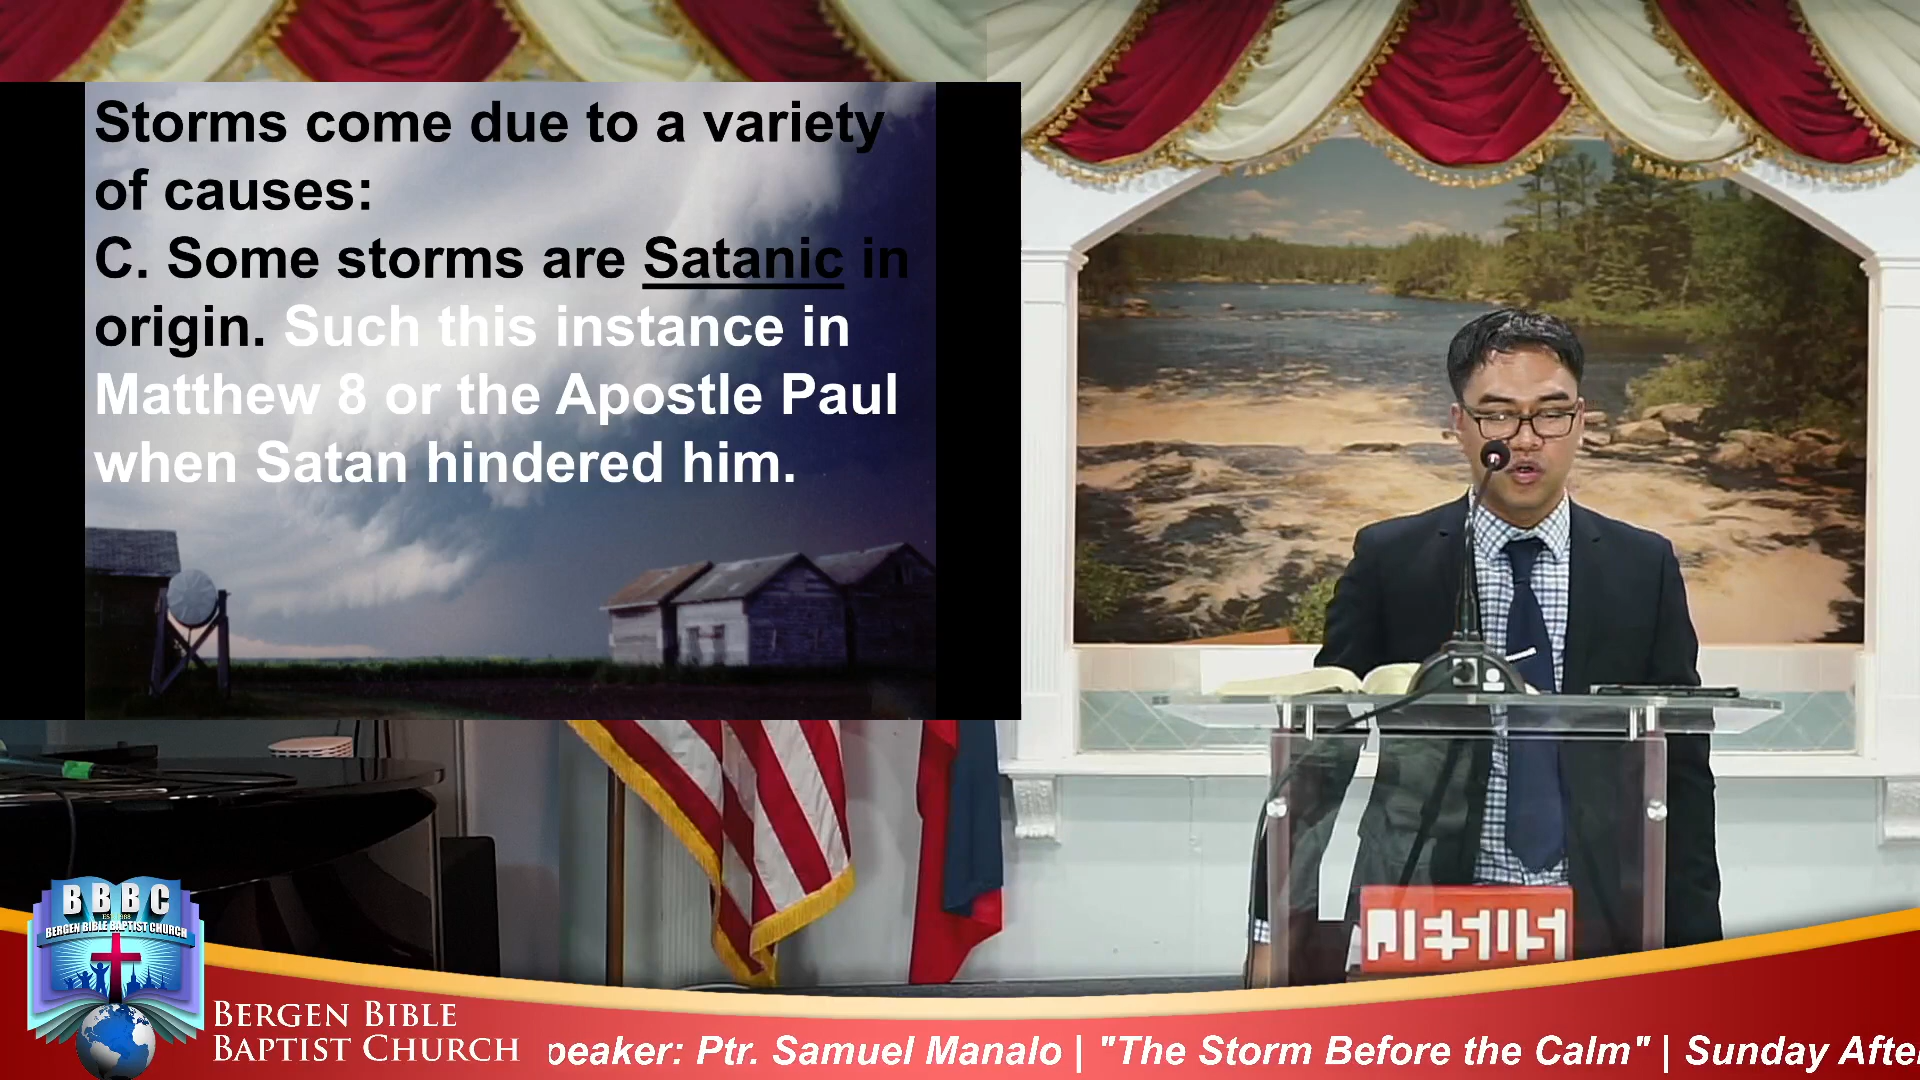 Storms come due to a variety
of causes:
C. Some storms are Satanic in
origin. Such this instance in
Matthew 8 or the Apostle Paul
when Satan hindered him.
BBBC
BERGEN BIBLE BAPTIST CHURCH
BERGEN BIBLE
BAPTIST CHURCH
peaker: Ptr. Samuel Manalo | "The Storm Before the Calm" | Sunday After